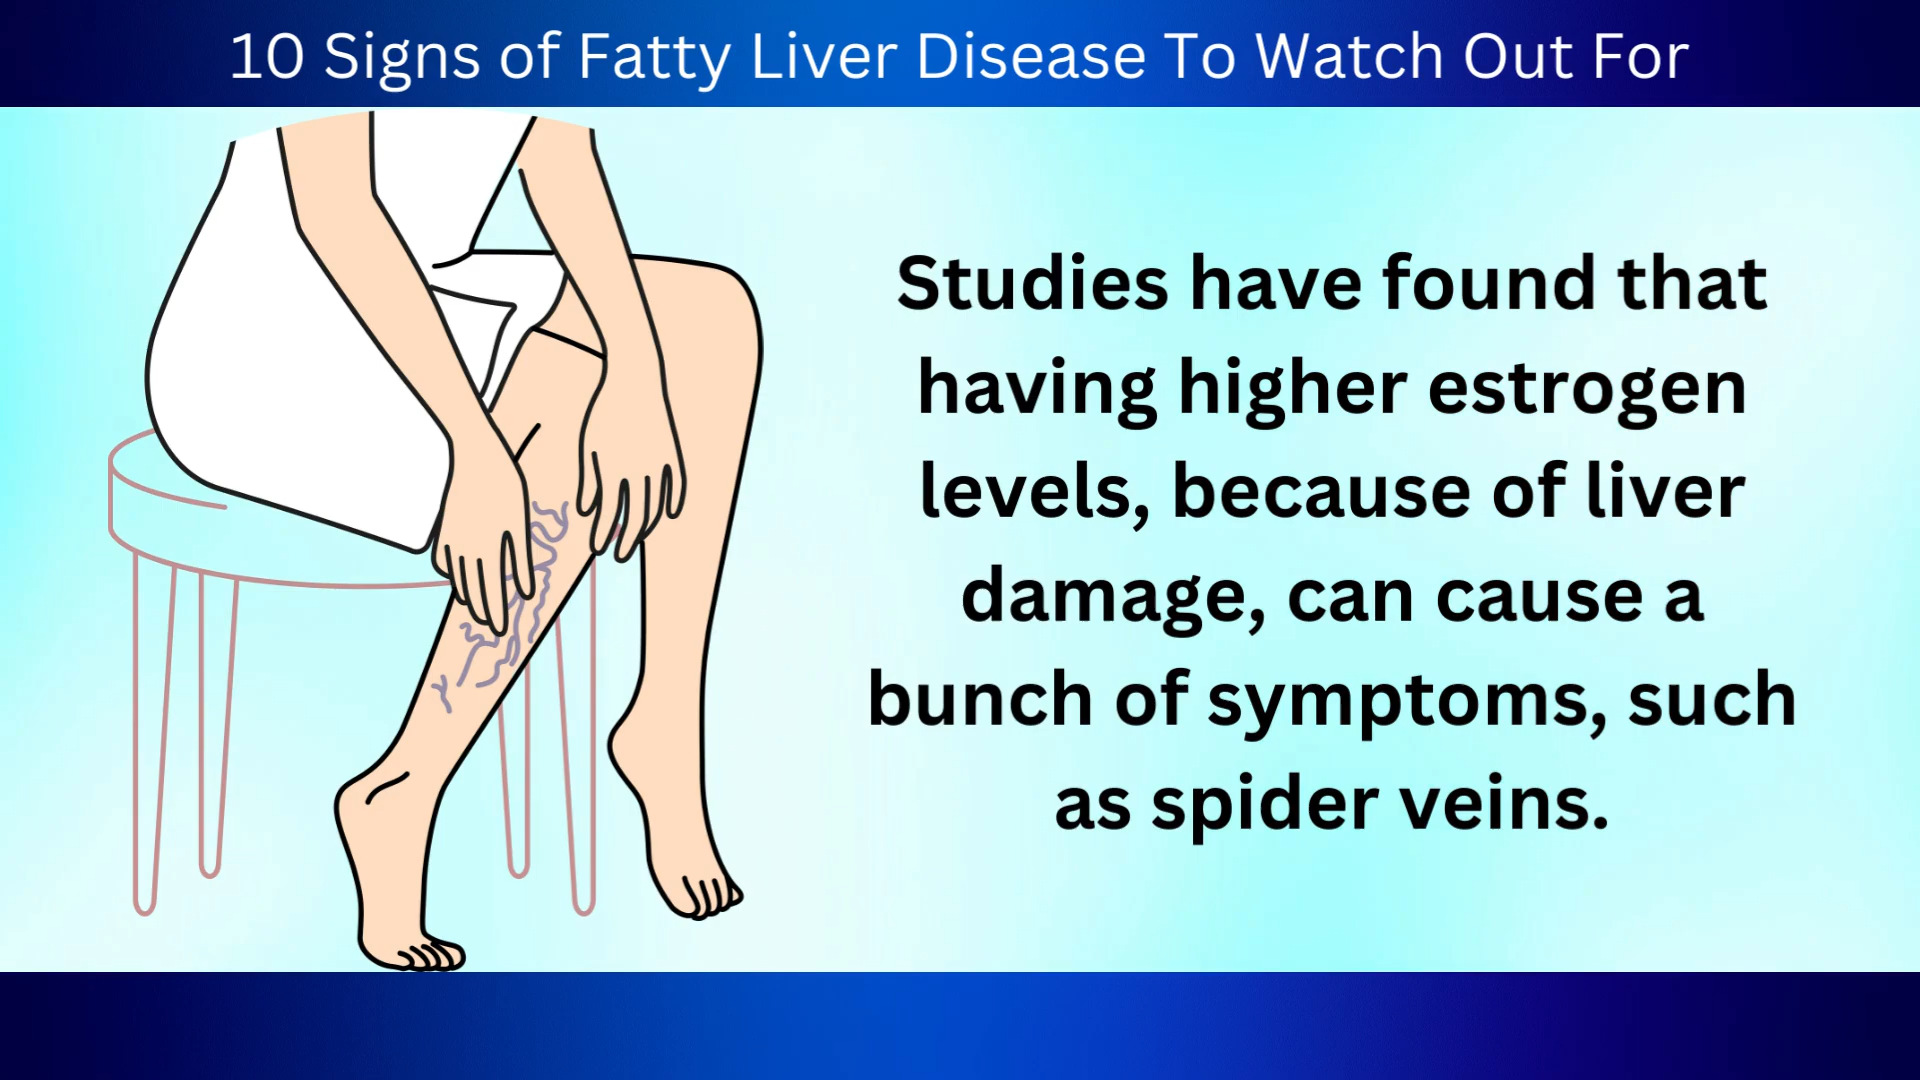 10 Signs of Fatty Liver Disease To Watch Out For
Studies have found that
having higher estrogen
levels, because of liver
damage, can cause a
bunch of symptoms, such
as spider veins.